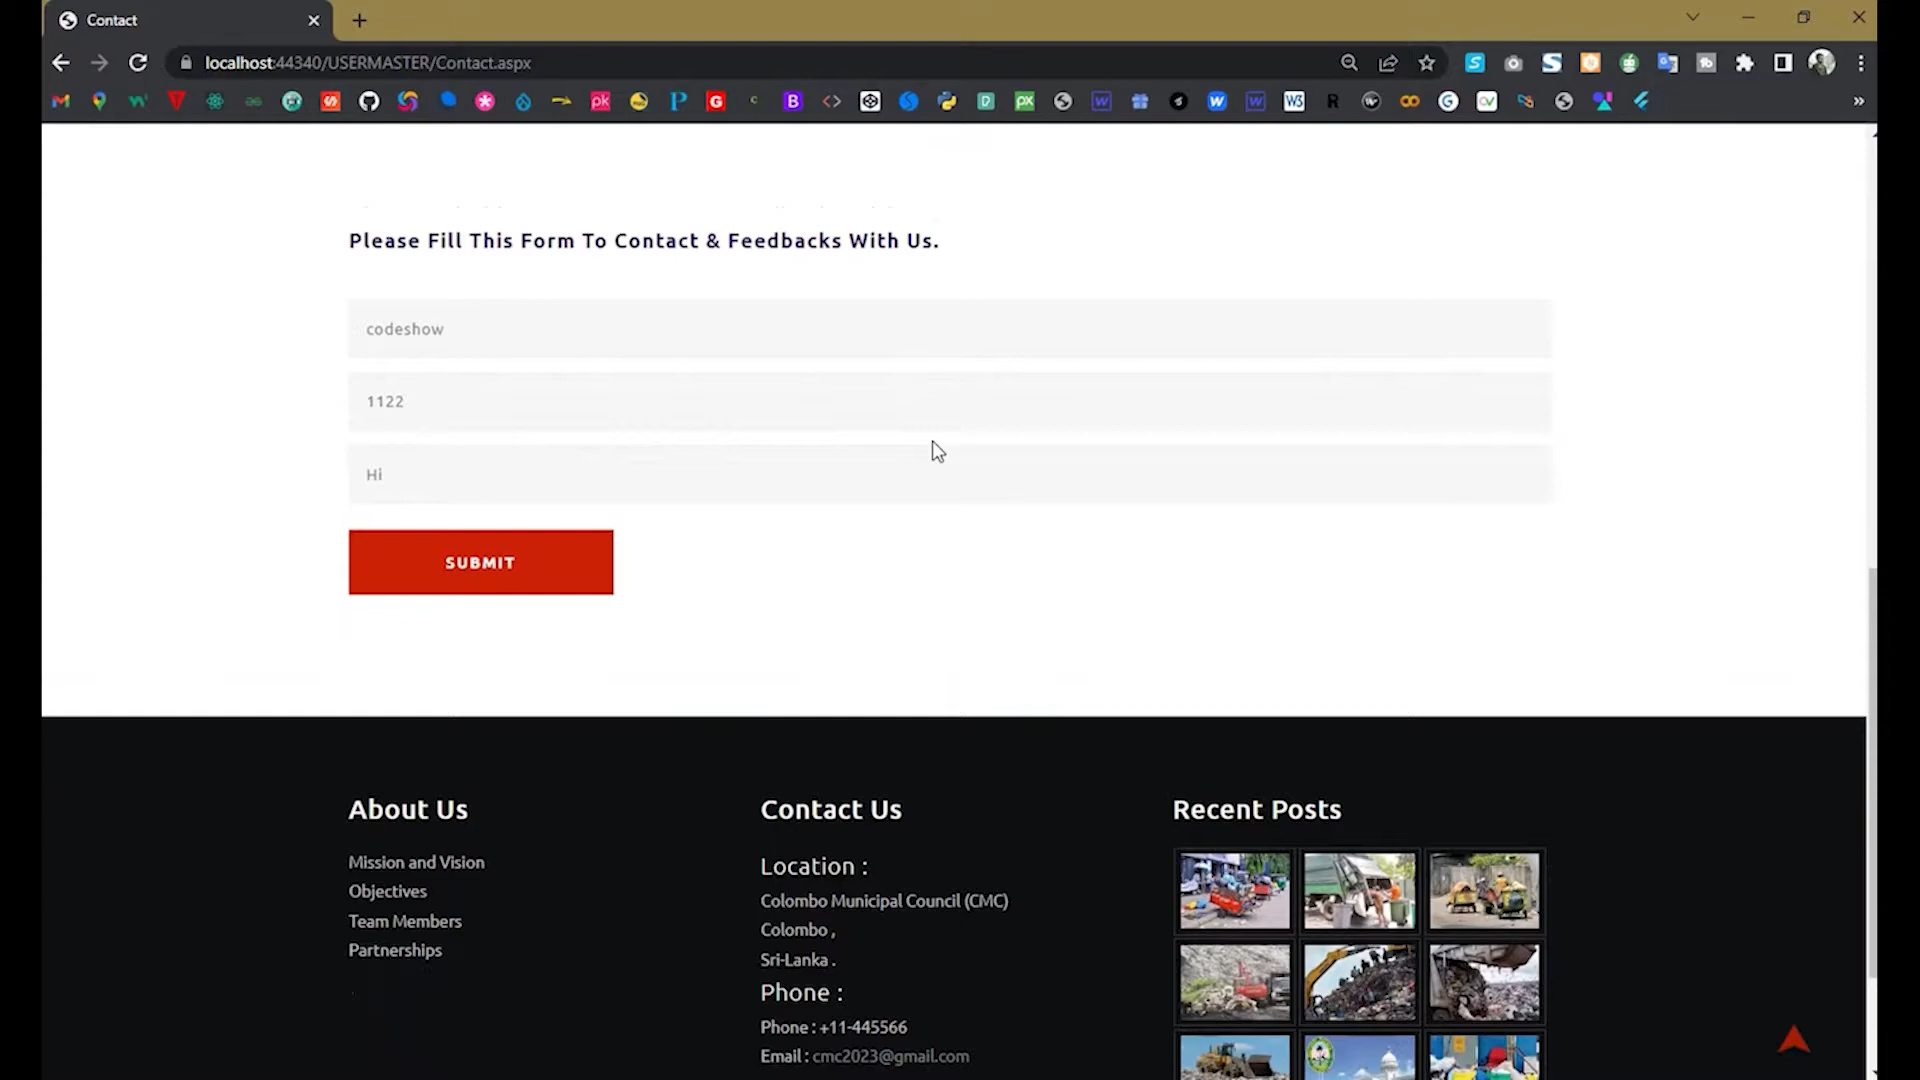 Contact
localhost:44340/USERMASTER/Contact.aspx
Please Fill This Form To Contact & Feedbacks With Us.
codeshow
1122
Hi
SUBMIT
About Us
Mission and Vision
Objectives
Team Members
Partnerships
Contact Us
Location :
Colombo Municipal Council (CMC)
Colombo ,
Sri-Lanka .
Phone :
Phone : +11-445566
Email : cmc2023@gmail.com
Recent Posts